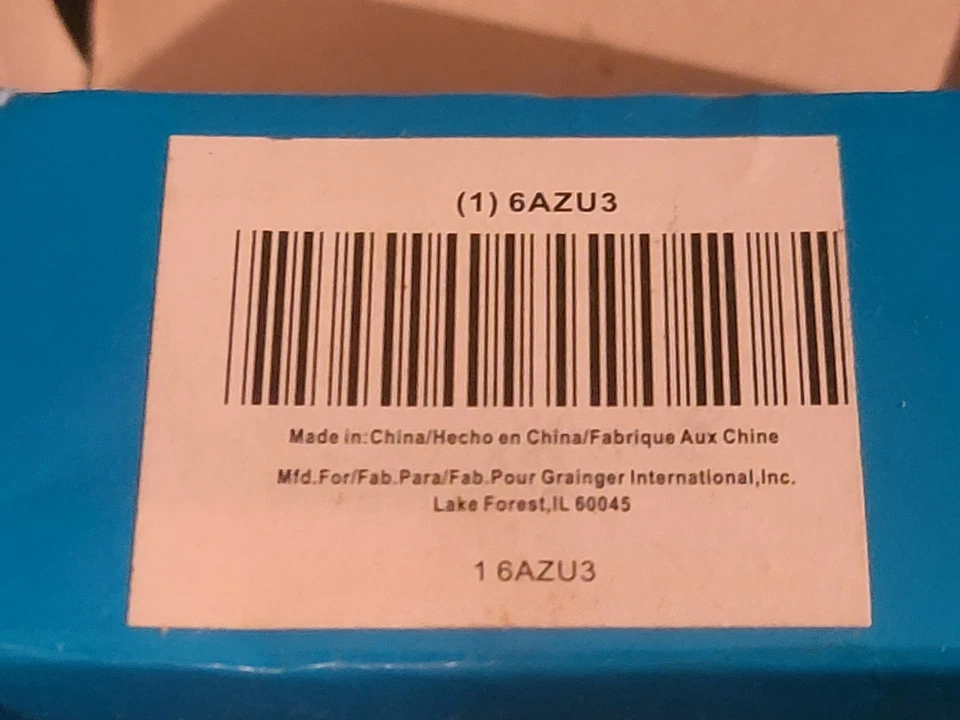 (1) 6AZU3
Made in:China/Hecho en China/Fabrique Aux Chine
Mfd.For/Fab.Para/Fab.Pour Grainger International,Inc.
Lake Forest,IL 60045
1 6AZU3